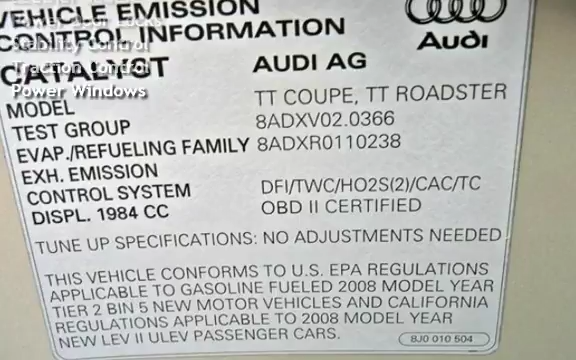 VEHICLE EMISSION
CONTROL INFORMATION
Audi
Power Door Locks
Stability Control
Traction Control
Power Windows
CATALYST
AUDI AG
MODEL TT COUPE, TT ROADSTER
TEST GROUP 8ADXV02.0366
EVAP./REFUELING FAMILY 8ADXR0110238
EXH. EMISSION
CONTROL SYSTEM DFI/TWC/HO2S(2)/CAC/TC
DISPL. 1984 CC OBD II CERTIFIED
TUNE UP SPECIFICATIONS: NO ADJUSTMENTS NEEDED
THIS VEHICLE CONFORMS TO U.S. EPA REGULATIONS
APPLICABLE TO GASOLINE FUELED 2008 MODEL YEAR
TIER 2 BIN 5 NEW MOTOR VEHICLES AND CALIFORNIA
REGULATIONS APPLICABLE TO 2008 MODEL YEAR
NEW LEV II ULEV PASSENGER CARS.
8J0 010 504